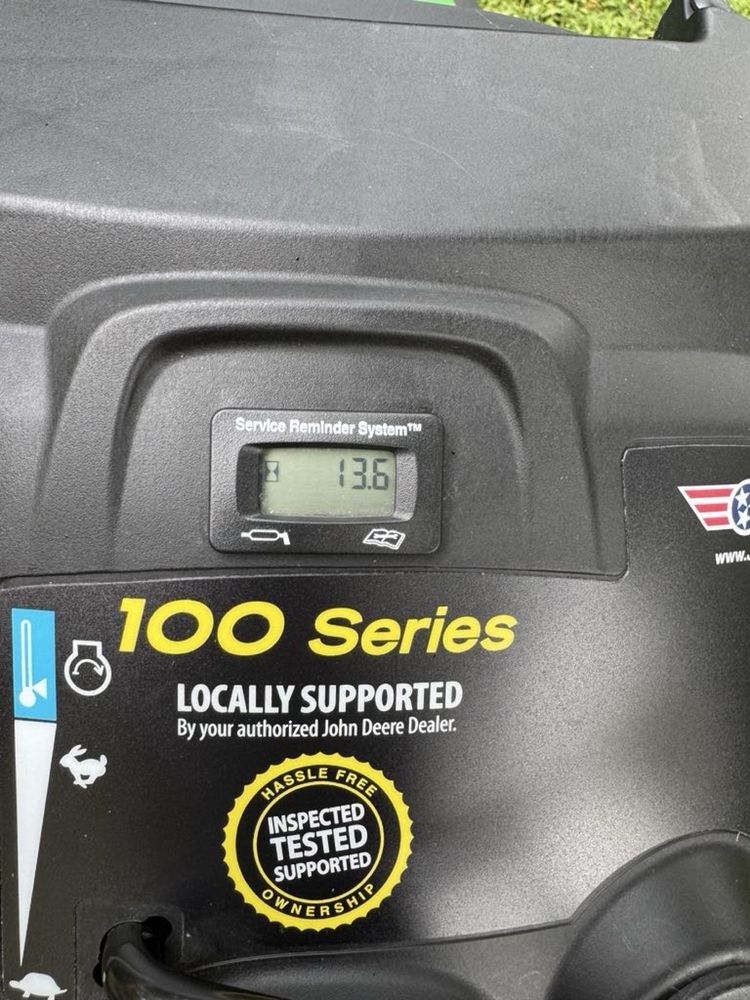 Service Reminder System™
13.6
100 Series
LOCALLY SUPPORTED
By your authorized John Deere Dealer.
HASSLE FREE
INSPECTED
TESTED
SUPPORTED
OWNERSHIP
www.